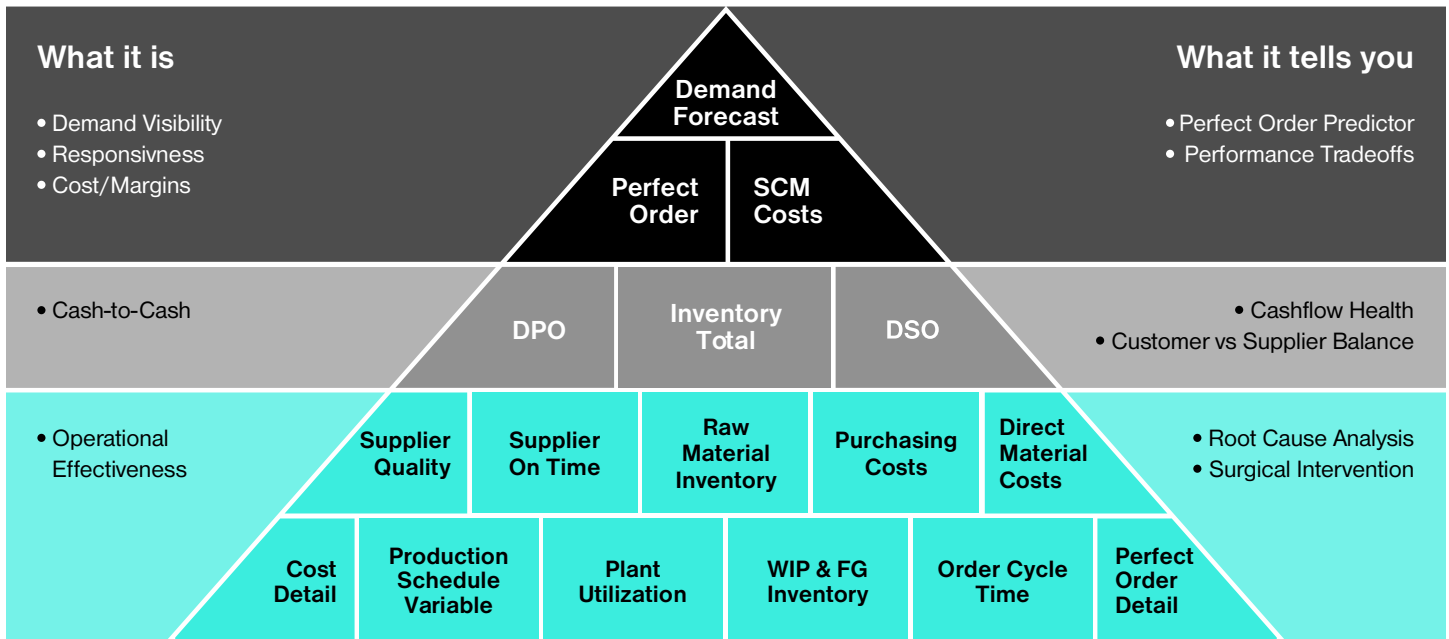 What it is
• Demand Visibility
• Responsivness
• Cost/Margins
Demand
Forecast
Perfect
Order
SCM
Costs
What it tells you
• Perfect Order Predictor
• Performance Tradeoffs
• Cash-to-Cash
DPO
Inventory
Total
DSO
• Cashflow Health
• Customer vs Supplier Balance
• Operational
Effectiveness
Supplier
Quality
Supplier
On Time
Raw
Material
Inventory
Purchasing
Costs
Direct
Material
Costs
• Root Cause Analysis
• Surgical Intervention
Cost
Detail
Production
Schedule
Variable
Plant
Utilization
WIP & FG
Inventory
Order Cycle
Time
Perfect
Order
Detail